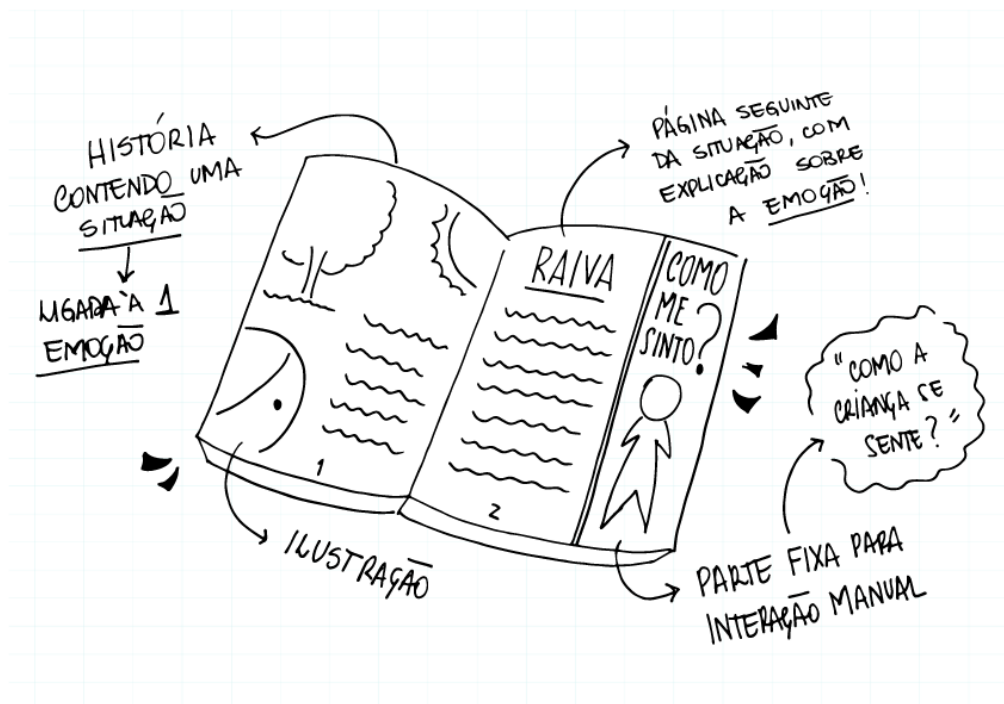 HISTÓRIA
CONTENDO UMA
SITUAÇÃO
LIGADA À 1
EMOÇÃO
PÁGINA SEGUINTE
DA SITUAÇÃO, COM
EXPLICAÇÃO SOBRE
A EMOÇÃO!
RAIVA
COMO
ME
SINTO?
1
2
ILUSTRAÇÃO
"COMO A
CRIANÇA SE
SENTE?"
PARTE FIXA PARA
INTERAÇÃO MANUAL